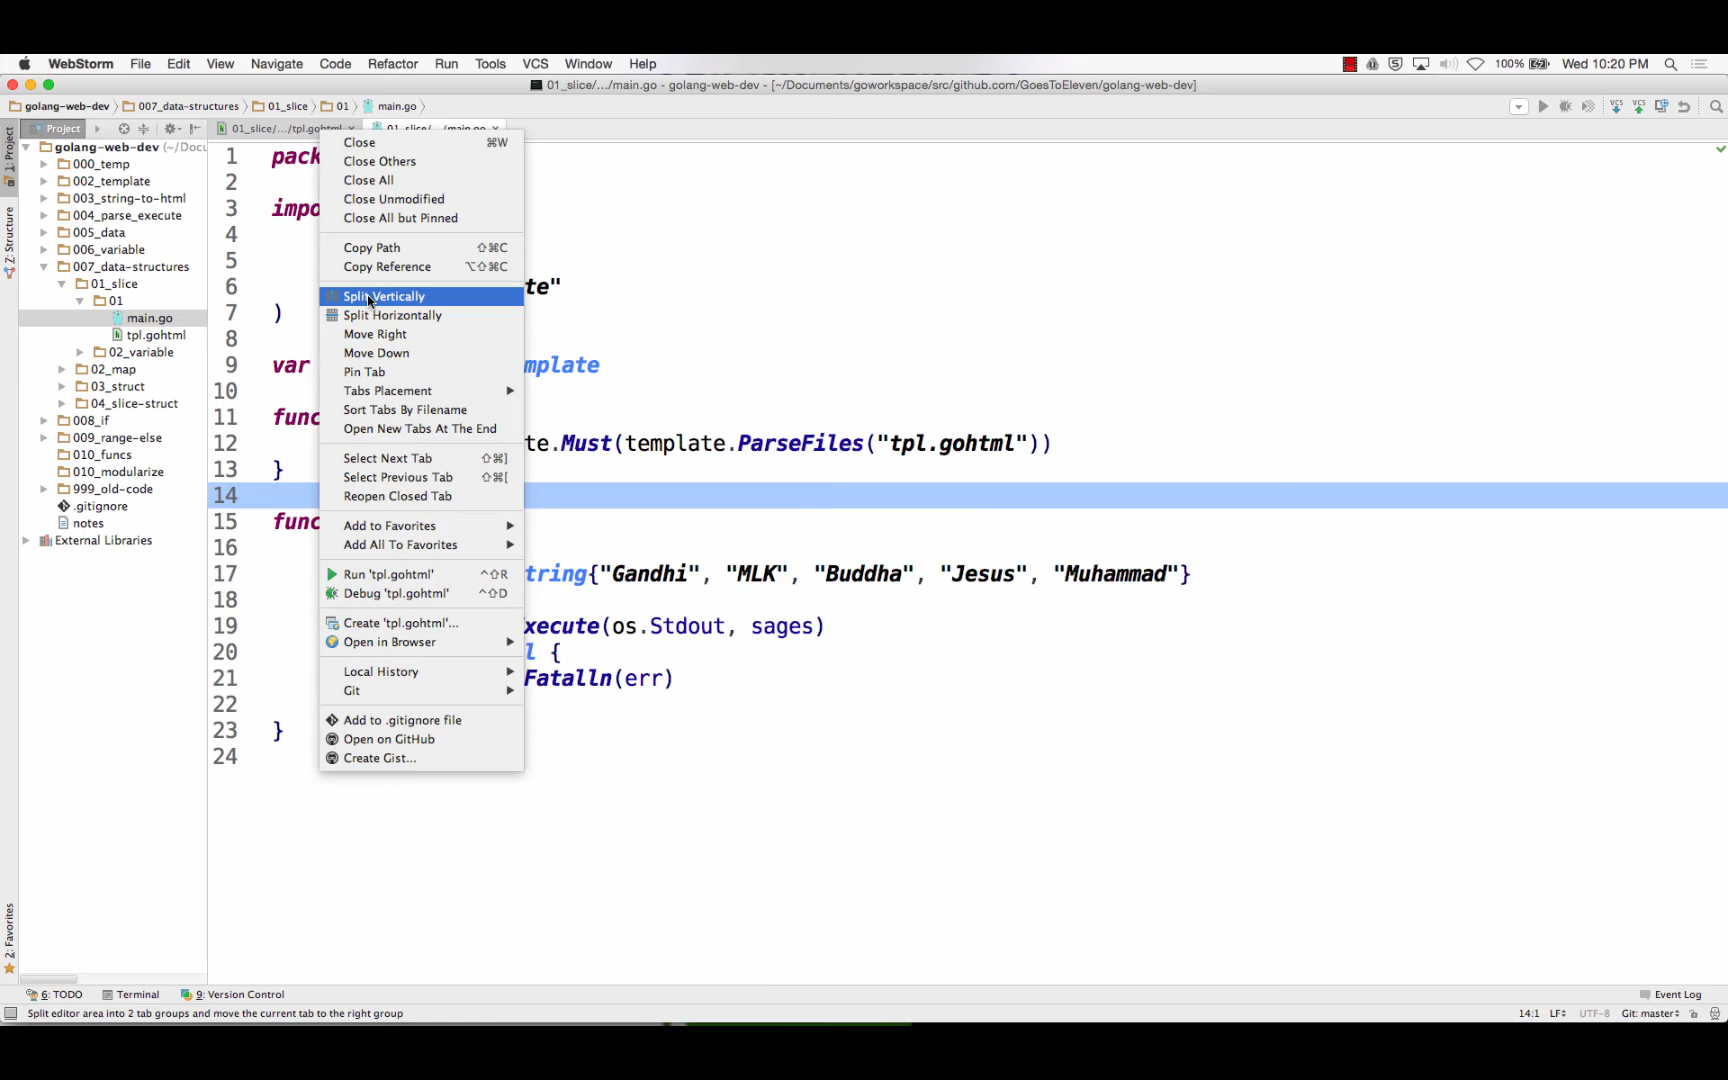 WebStorm File Edit View Navigate Code Refactor Run Tools VCS Window Help 100% Wed 10:20 PM
01_slice/.../main.go - golang-web-dev - [~/Documents/goworkspace/src/github.com/GoesToEleven/golang-web-dev]
golang-web-dev 007_data-structures 01_slice 01 main.go
Project 01_slice/.../tpl.gohtml 01_slice/.../main.go
1: Project
Z: Structure
2: Favorites
golang-web-dev (~/Docu
000_temp
002_template
003_string-to-html
004_parse_execute
005_data
006_variable
007_data-structures
01_slice
01
main.go
tpl.gohtml
02_variable
02_map
03_struct
04_slice-struct
008_if
009_range-else
010_funcs
010_modularize
999_old-code
.gitignore
notes
External Libraries
Close ⌘W
Close Others
Close All
Close Unmodified
Close All but Pinned
Copy Path ⇧⌘C
Copy Reference ⌥⇧⌘C
Split Vertically
Split Horizontally
Move Right
Move Down
Pin Tab
Tabs Placement
Sort Tabs By Filename
Open New Tabs At The End
Select Next Tab ⇧⌘]
Select Previous Tab ⇧⌘[
Reopen Closed Tab
Add to Favorites
Add All To Favorites
Run 'tpl.gohtml' ^⇧R
Debug 'tpl.gohtml' ^⇧D
Create 'tpl.gohtml'...
Open in Browser
Local History
Git
Add to .gitignore file
Open on GitHub
Create Gist...
1 pack
2
3 impo
4
5
6 te"
7 )
8
9 var mplate
10
11 func
12 te.Must(template.ParseFiles("tpl.gohtml"))
13 }
14
15 func
16
17 tring{"Gandhi", "MLK", "Buddha", "Jesus", "Muhammad"}
18
19 xecute(os.Stdout, sages)
20 l {
21 Fatalln(err)
22
23 }
24
6: TODO Terminal 9: Version Control Event Log
Split editor area into 2 tab groups and move the current tab to the right group 14:1 LF UTF-8 Git: master